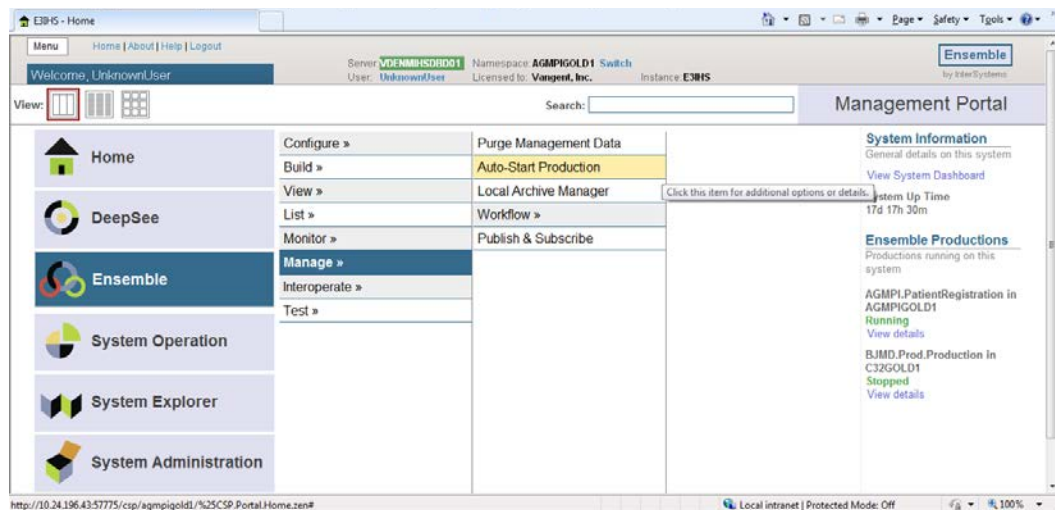 E3IHS - Home
Page Safety Tools
Menu Home | About | Help | Logout
Server: VDENMIHSDBD01 Namespace: AGMPIGOLD1 Switch
User: UnknownUser Licensed to: Vangent, Inc. Instance: E3IHS
Ensemble
by InterSystems
Welcome, UnknownUser
View:
Search:
Management Portal
Home
DeepSee
Ensemble
System Operation
System Explorer
System Administration
Configure »
Build »
View »
List »
Monitor »
Manage »
Interoperate »
Test »
Purge Management Data
Auto-Start Production
Local Archive Manager
Workflow »
Publish & Subscribe
Click this item for additional options or details.
System Information
General details on this system
View System Dashboard
System Up Time
17d 17h 30m
Ensemble Productions
Productions running on this
system
AGMPI.PatientRegistration in
AGMPIGOLD1
Running
View details
BJMD.Prod.Production in
C32GOLD1
Stopped
View details
http://10.24.196.43:57775/csp/agmpigold1/%25CSP.Portal.Home.zen#
Local intranet | Protected Mode: Off
100%